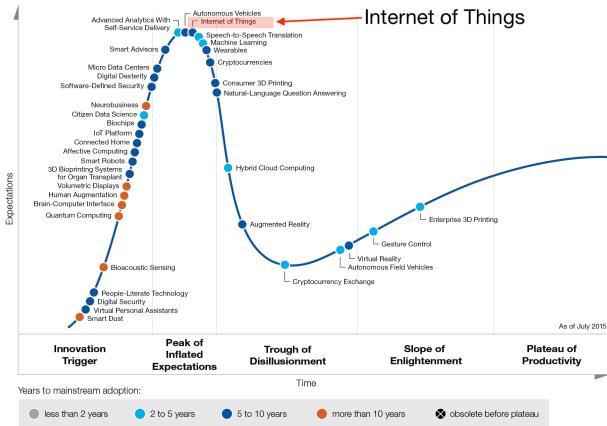 Internet of Things
Autonomous Vehicles
Advanced Analytics With
Self-Service Delivery
Internet of Things
Speech-to-Speech Translation
Machine Learning
Smart Advisors
Wearables
Cryptocurrencies
Micro Data Centers
Digital Dexterity
Software-Defined Security
Consumer 3D Printing
Natural-Language Question Answering
Neurobusiness
Citizen Data Science
Biochips
IoT Platform
Connected Home
Affective Computing
Smart Robots
3D Bioprinting Systems
for Organ Transplant
Volumetric Displays
Human Augmentation
Brain-Computer Interface
Quantum Computing
Hybrid Cloud Computing
Augmented Reality
Enterprise 3D Printing
Gesture Control
Virtual Reality
Autonomous Field Vehicles
Cryptocurrency Exchange
Bioacoustic Sensing
People-Literate Technology
Digital Security
Virtual Personal Assistants
Smart Dust
Expectations
As of July 2015
Innovation
Trigger
Peak of
Inflated
Expectations
Trough of
Disillusionment
Slope of
Enlightenment
Plateau of
Productivity
Time
Years to mainstream adoption:
less than 2 years
2 to 5 years
5 to 10 years
more than 10 years
obsolete before plateau